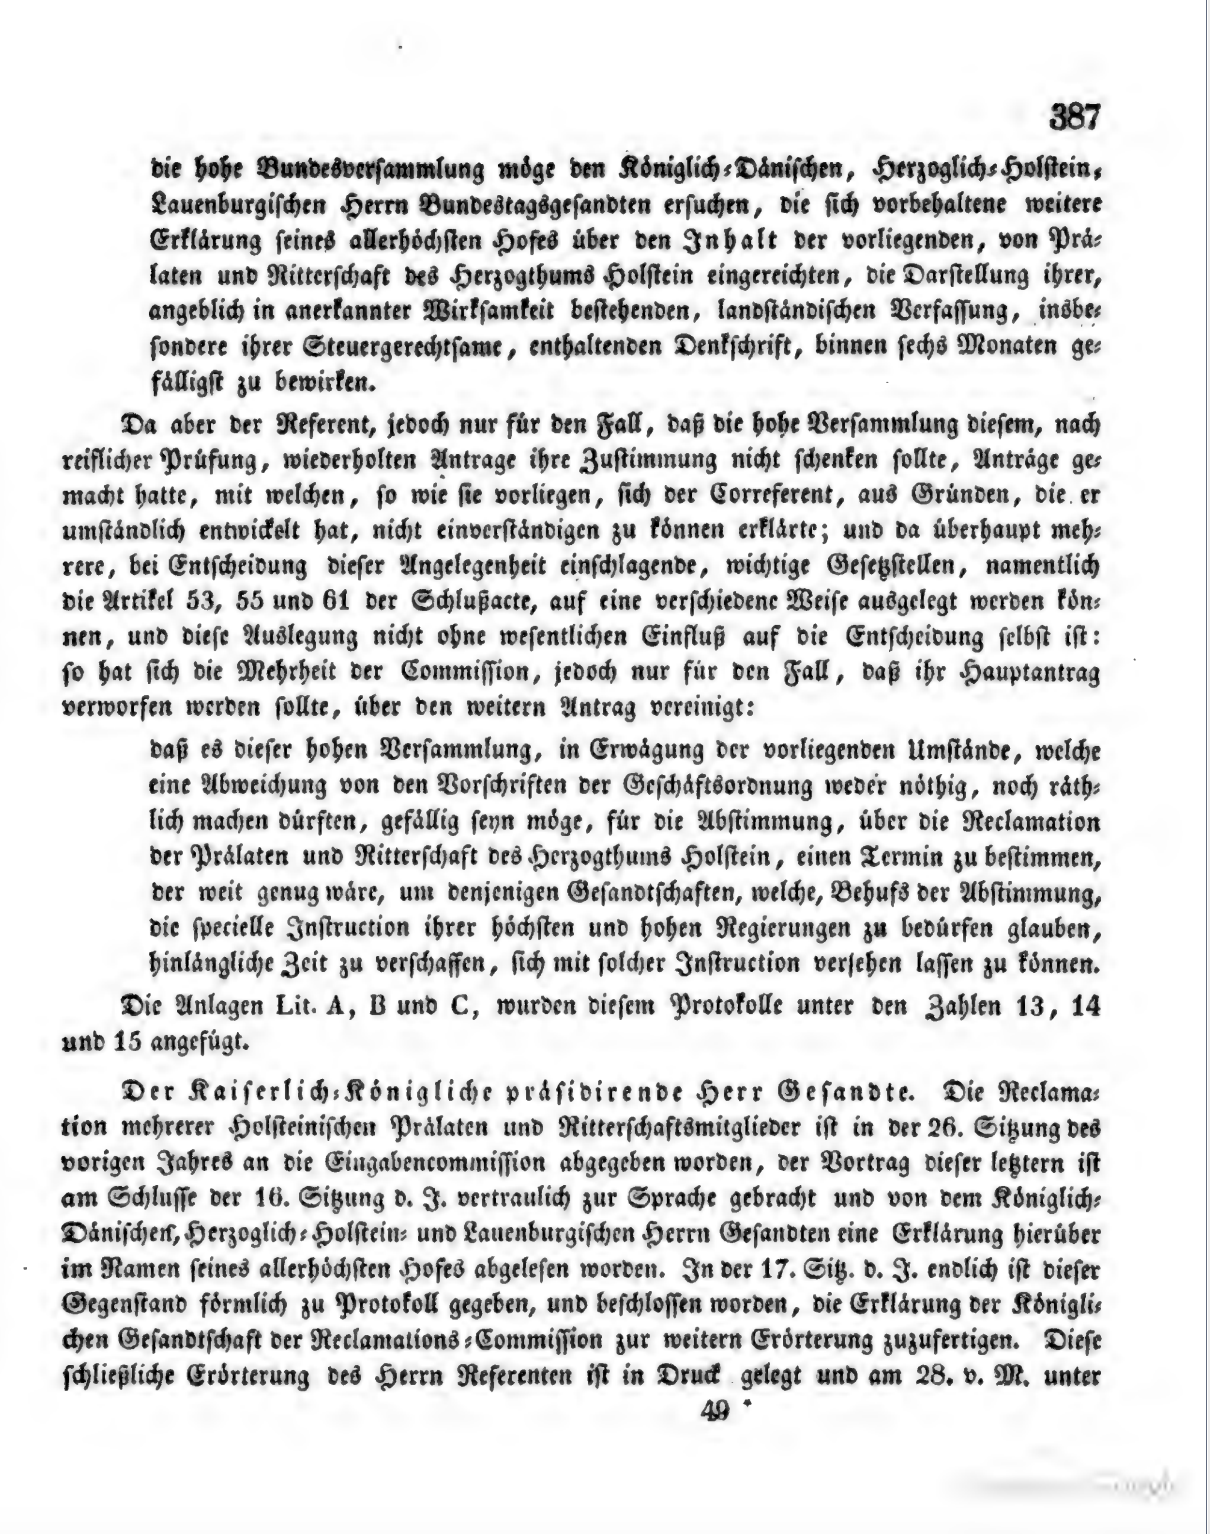 387
die hohe Bundesversammlung möge den Königlich-Dänischen, Herzoglich-Holstein-
Lauenburgischen Herrn Bundestagsgesandten ersuchen, die sich vorbehaltene weitere
Erklärung seines allerhöchsten Hofes über den Inhalt der vorliegenden, von Prä-
laten und Ritterschaft des Herzogthums Holstein eingereichten, die Darstellung ihrer,
angeblich in anerkannter Wirksamkeit bestehenden, landständischen Verfassung, insbe-
sondere ihrer Steuergerechtsame, enthaltenden Denkschrift, binnen sechs Monaten ge-
fälligst zu bewirken.
Da aber der Referent, jedoch nur für den Fall, daß die hohe Versammlung diesem, nach
reiflicher Prüfung, wiederholten Antrage ihre Zustimmung nicht schenken sollte, Anträge ge-
macht hatte, mit welchen, so wie sie vorliegen, sich der Correferent, aus Gründen, die er
umständlich entwickelt hat, nicht einverständigen zu können erklärte; und da überhaupt meh-
rere, bei Entscheidung dieser Angelegenheit einschlagende, wichtige Gesetzstellen, namentlich
die Artikel 53, 55 und 61 der Schlußacte, auf eine verschiedene Weise ausgelegt werden kön-
nen, und diese Auslegung nicht ohne wesentlichen Einfluß auf die Entscheidung selbst ist:
so hat sich die Mehrheit der Commission, jedoch nur für den Fall, daß ihr Hauptantrag
verworfen werden sollte, über den weitern Antrag vereinigt:
daß es dieser hohen Versammlung, in Erwägung der vorliegenden Umstände, welche
eine Abweichung von den Vorschriften der Geschäftsordnung weder nöthig, noch räth-
lich machen dürften, gefällig seyn möge, für die Abstimmung, über die Reclamation
der Prälaten und Ritterschaft des Herzogthums Holstein, einen Termin zu bestimmen,
der weit genug wäre, um denjenigen Gesandtschaften, welche, Behufs der Abstimmung,
die specielle Instruction ihrer höchsten und hohen Regierungen zu bedürfen glauben,
hinlängliche Zeit zu verschaffen, sich mit solcher Instruction versehen lassen zu können.
Die Anlagen Lit. A, B und C, wurden diesem Protokolle unter den Zahlen 13, 14
und 15 angefügt.
Der Kaiserlich-Königliche präsidirende Herr Gesandte. Die Reclama-
tion mehrerer Holsteinischen Prälaten und Ritterschaftsmitglieder ist in der 26. Sitzung des
vorigen Jahres an die Eingabencommission abgegeben worden, der Vortrag dieser letztern ist
am Schlusse der 16. Sitzung d. J. vertraulich zur Sprache gebracht und von dem Königlich-
Dänischen, Herzoglich-Holstein- und Lauenburgischen Herrn Gesandten eine Erklärung hierüber
im Namen seines allerhöchsten Hofes abgelesen worden. In der 17. Sitz. d. J. endlich ist dieser
Gegenstand förmlich zu Protokoll gegeben, und beschlossen worden, die Erklärung der Königli-
chen Gesandtschaft der Reclamations-Commission zur weitern Erörterung zuzufertigen. Diese
schließliche Erörterung des Herrn Referenten ist in Druck gelegt und am 28. v. M. unter
49 *